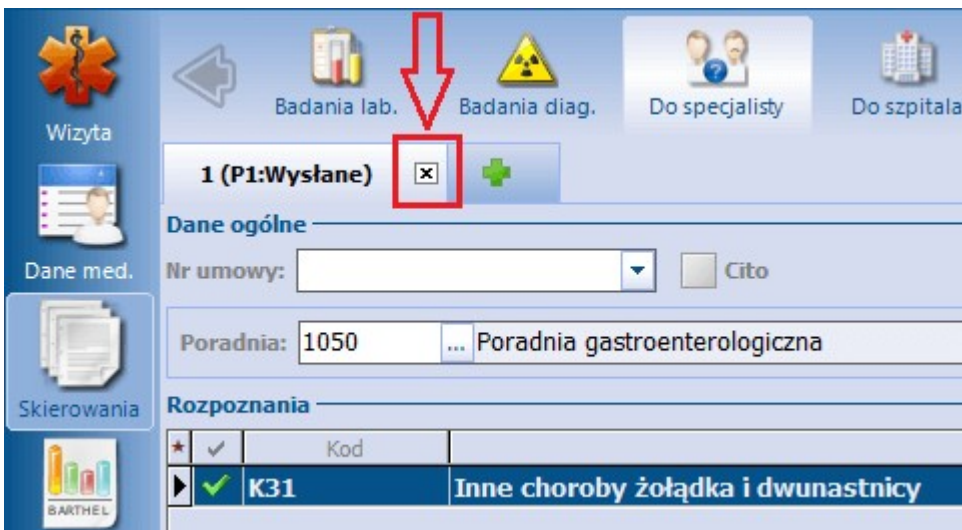 Wizyta
Badania lab.
Badania diag.
Do specjalisty
Do szpitala
1 (P1:Wysłane)
Dane ogólne
Dane med.
Nr umowy:
Cito
Poradnia: 1050 ... Poradnia gastroenterologiczna
Skierowania
Rozpoznania
Kod
K31 Inne choroby żołądka i dwunastnicy
BARTHEL